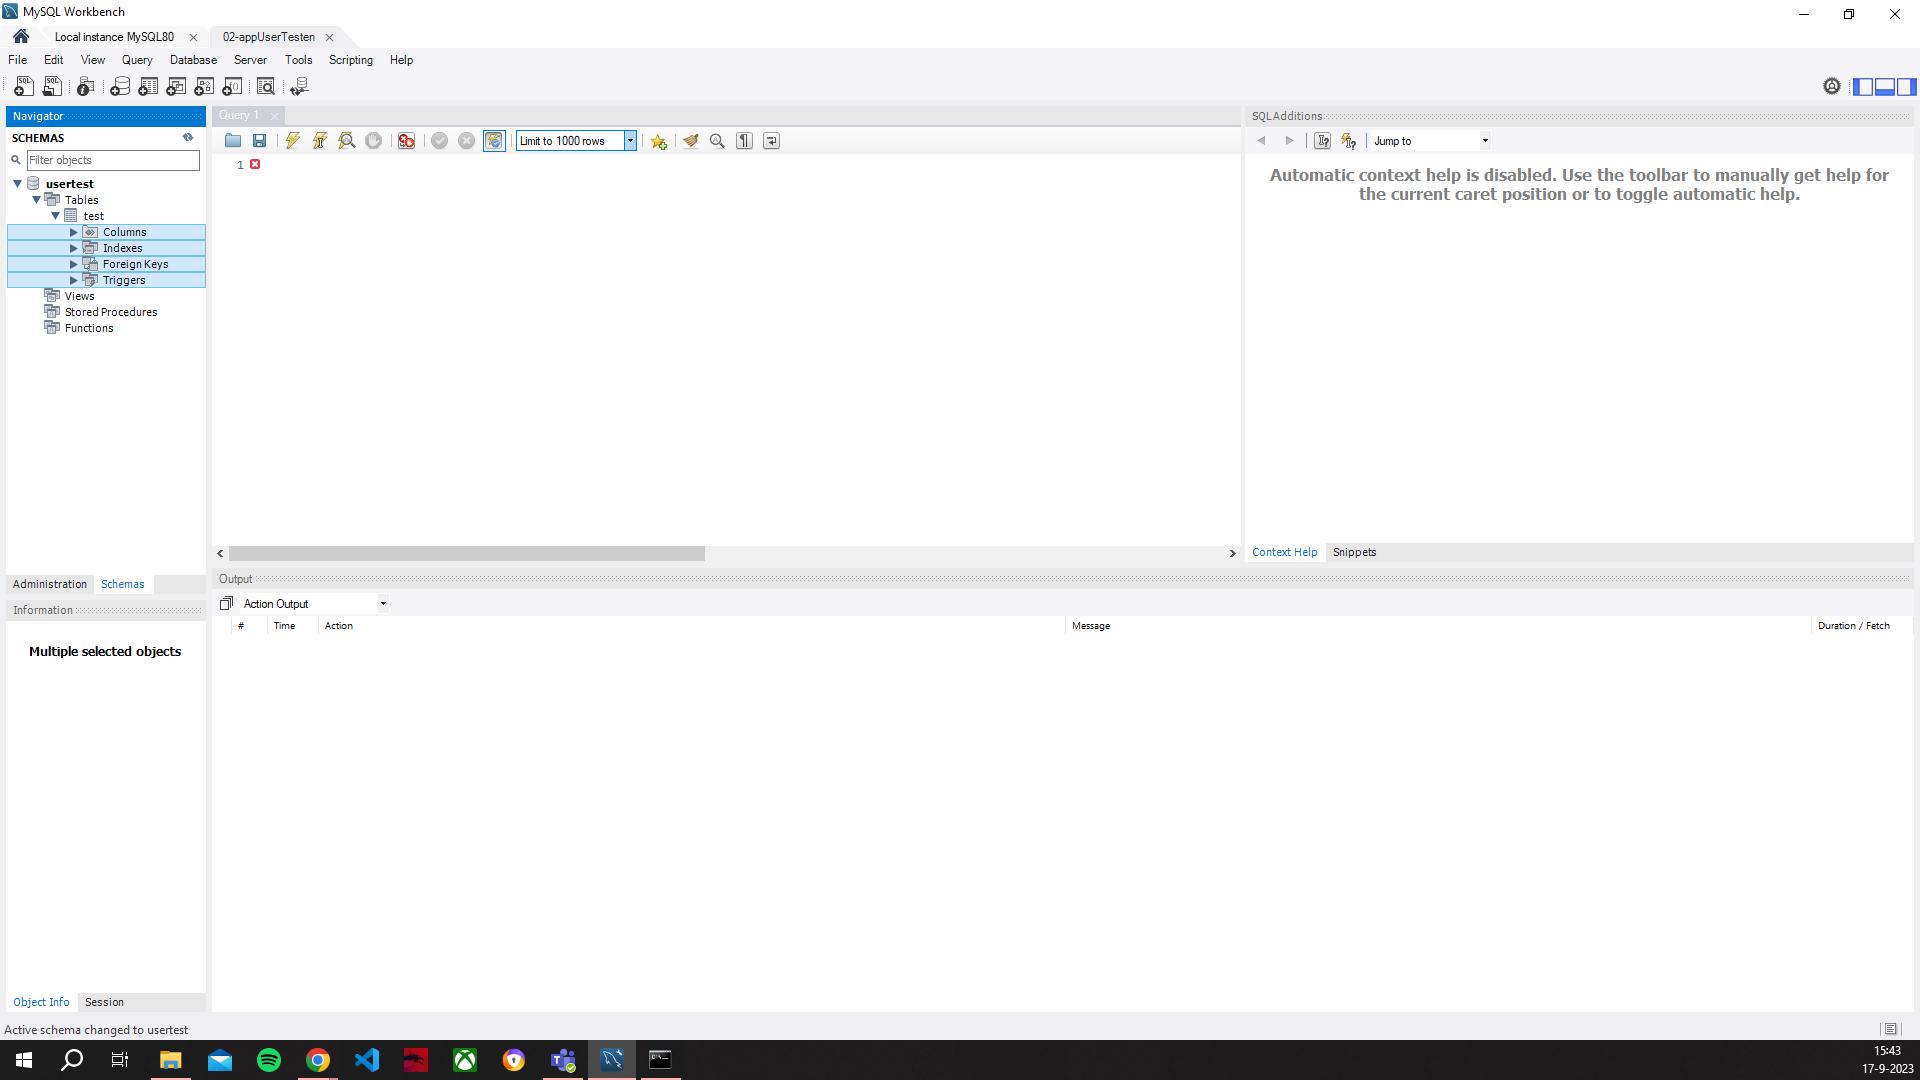 MySQL Workbench
Local instance MySQL80
02-appUserTesten
File Edit View Query Database Server Tools Scripting Help
Navigator
SCHEMAS
Filter objects
usertest
Tables
test
Columns
Indexes
Foreign Keys
Triggers
Views
Stored Procedures
Functions
Administration Schemas
Information
Multiple selected objects
Object Info Session
Query 1
Limit to 1000 rows
1
SQLAdditions
Jump to
Automatic context help is disabled. Use the toolbar to manually get help for
the current caret position or to toggle automatic help.
Context Help Snippets
Output
Action Output
# Time Action Message Duration / Fetch
Active schema changed to usertest
15:43
17-9-2023